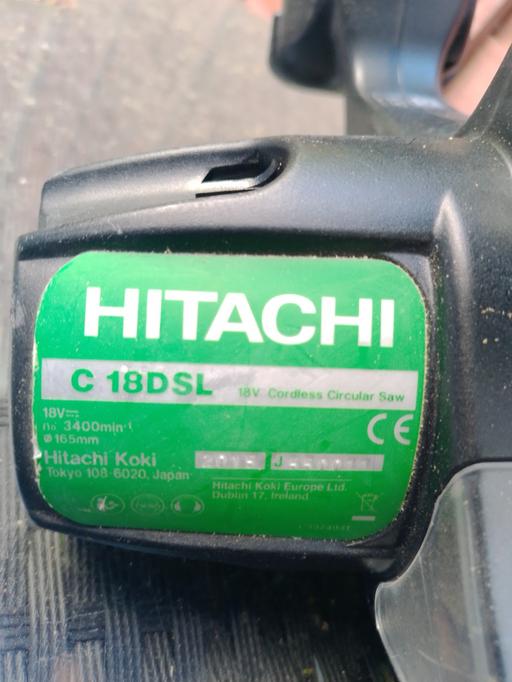 HITACHI
C 18DSL 18V Cordless Circular Saw
18V⎓
n₀ 3400min⁻¹
ø165mm
CE
Hitachi Koki
Tokyo 108-6020, Japan
Hitachi Koki Europe Ltd.
Dublin 17, Ireland